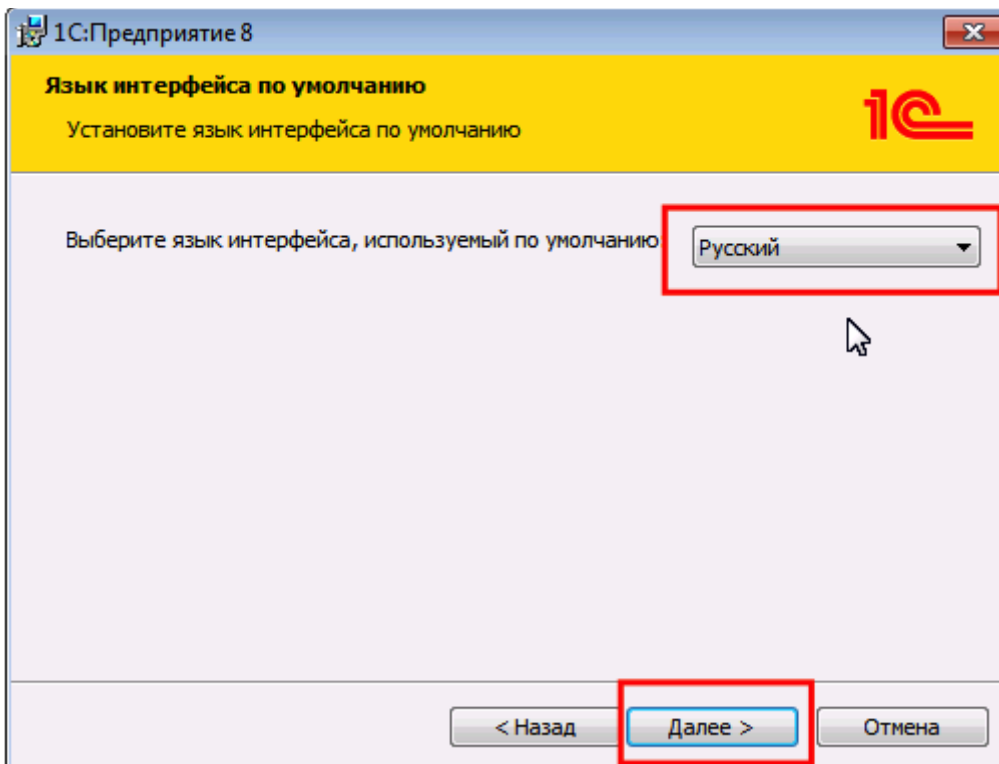 1С:Предприятие 8
Язык интерфейса по умолчанию
Установите язык интерфейса по умолчанию
1С
Выберите язык интерфейса, используемый по умолчанию
Русский
< Назад
Далее >
Отмена